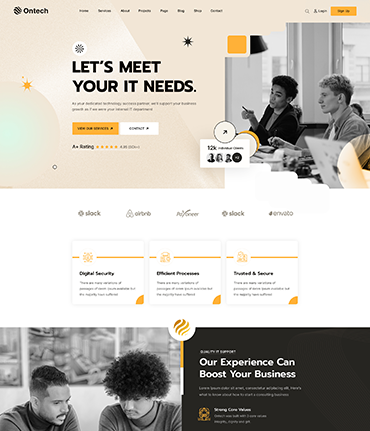 Ontech
Home Services About Projects Page Blog Shop Contact
Login
Sign Up
LET'S MEET
YOUR IT NEEDS.
As your dedicated technology success partner, we'll support your business
growth as if we were your internal IT department.
VIEW OUR SERVICES
CONTACT
A+ Rating
12k
slack
airbnb
Payoneer
slack
envato
Digital Security.
There are many variations of
passages of lorem ipsum available but
the majority have suffered
Efficient Processes
There are many variations of
passages of lorem ipsum available but
the majority have suffered
Trusted & Secure
There are many variations of
passages of lorem ipsum available but
the majority have suffered
QUALITY IT SUPPORT
Our Experience Can
Boost Your Business
Lorem ipsum dolor sit amet, consectetur adipiscing elit. Here's
what to know about how to start a consulting business.
Strong Core Values